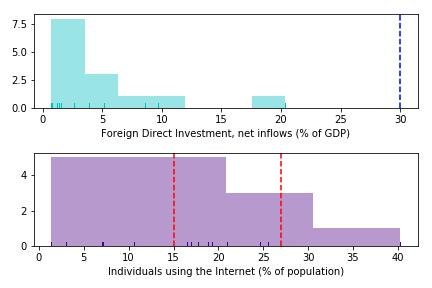 7.5
5.0
2.5
0.0
0 5 10 15 20 25 30
Foreign Direct Investment, net inflows (% of GDP)
4
2
0
0 5 10 15 20 25 30 35 40
Individuals using the Internet (% of population)